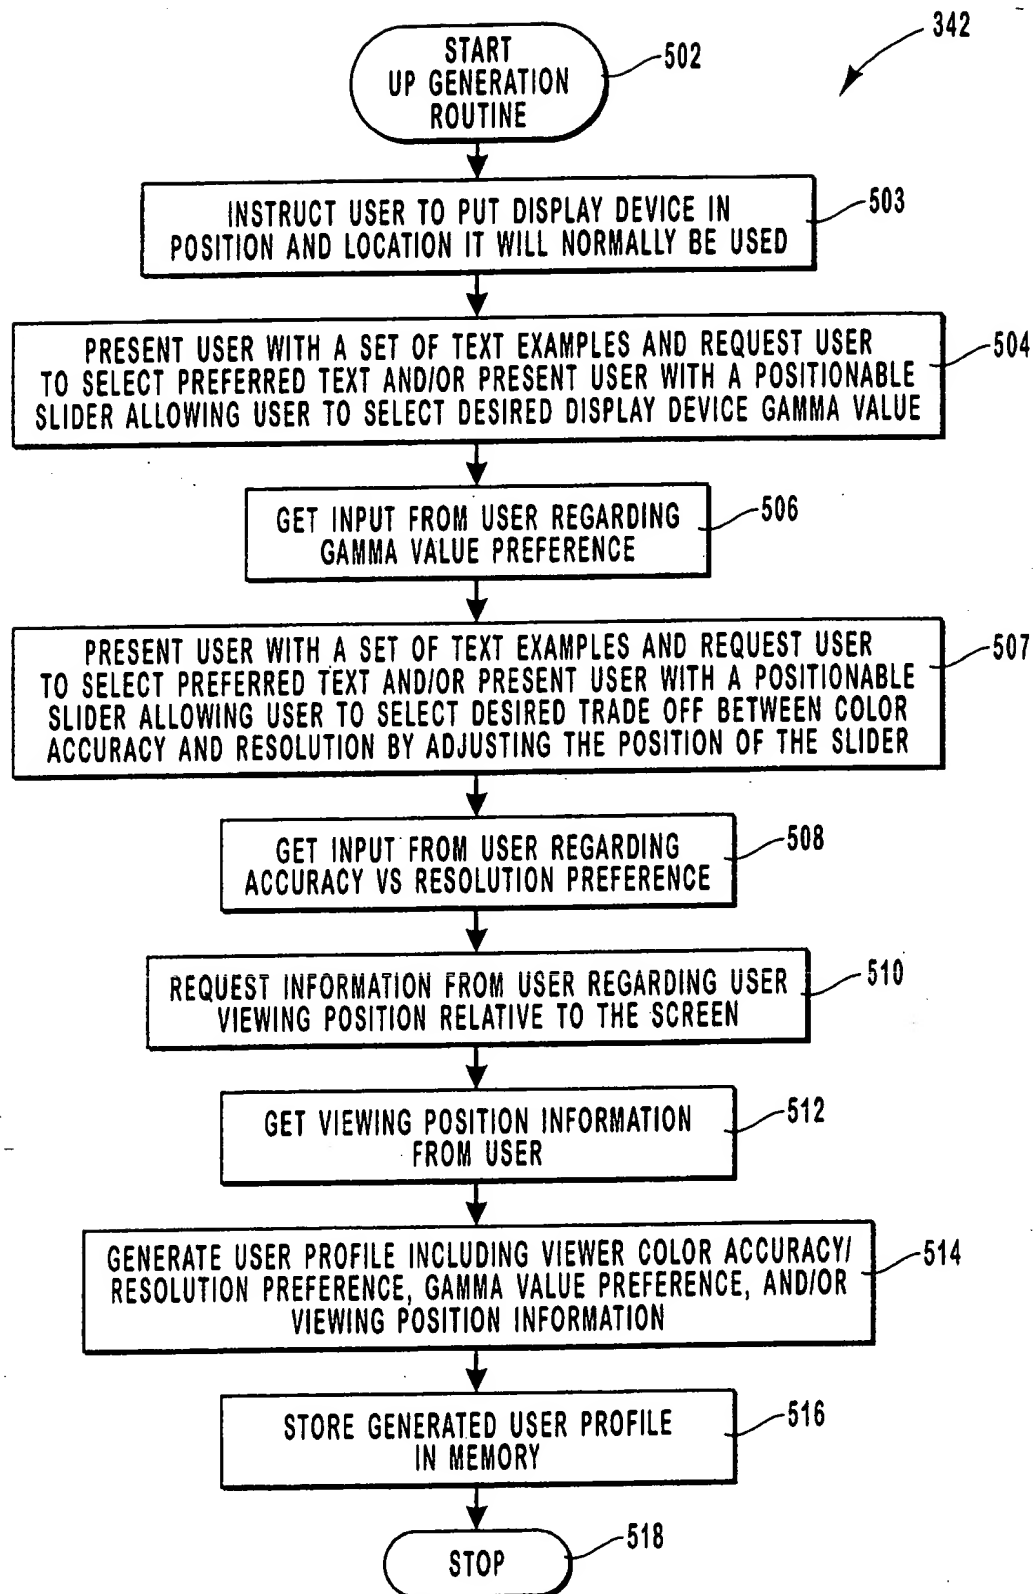 342
START
UP GENERATION
ROUTINE
502
INSTRUCT USER TO PUT DISPLAY DEVICE IN
POSITION AND LOCATION IT WILL NORMALLY BE USED
503
PRESENT USER WITH A SET OF TEXT EXAMPLES AND REQUEST USER
TO SELECT PREFERRED TEXT AND/OR PRESENT USER WITH A POSITIONABLE
SLIDER ALLOWING USER TO SELECT DESIRED DISPLAY DEVICE GAMMA VALUE
504
GET INPUT FROM USER REGARDING
GAMMA VALUE PREFERENCE
506
PRESENT USER WITH A SET OF TEXT EXAMPLES AND REQUEST USER
TO SELECT PREFERRED TEXT AND/OR PRESENT USER WITH A POSITIONABLE
SLIDER ALLOWING USER TO SELECT DESIRED TRADE OFF BETWEEN COLOR
ACCURACY AND RESOLUTION BY ADJUSTING THE POSITION OF THE SLIDER
507
GET INPUT FROM USER REGARDING
ACCURACY VS RESOLUTION PREFERENCE
508
REQUEST INFORMATION FROM USER REGARDING USER
VIEWING POSITION RELATIVE TO THE SCREEN
510
GET VIEWING POSITION INFORMATION
FROM USER
512
GENERATE USER PROFILE INCLUDING VIEWER COLOR ACCURACY/
RESOLUTION PREFERENCE, GAMMA VALUE PREFERENCE, AND/OR
VIEWING POSITION INFORMATION
514
STORE GENERATED USER PROFILE
IN MEMORY
516
STOP
518